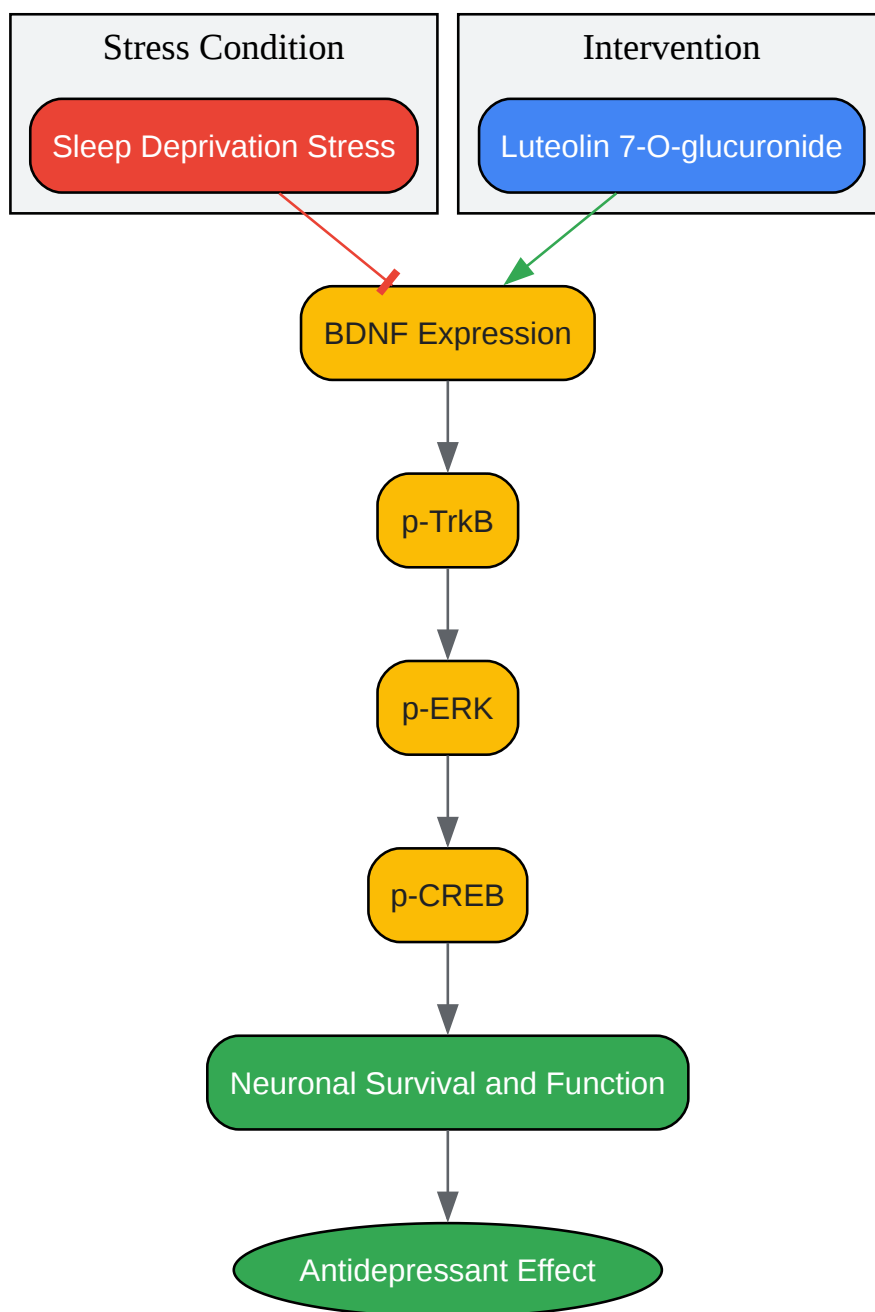 Stress Condition
Intervention
Sleep Deprivation Stress
Luteolin 7-O-glucuronide
BDNF Expression
p-TrkB
p-ERK
p-CREB
Neuronal Survival and Function
Antidepressant Effect